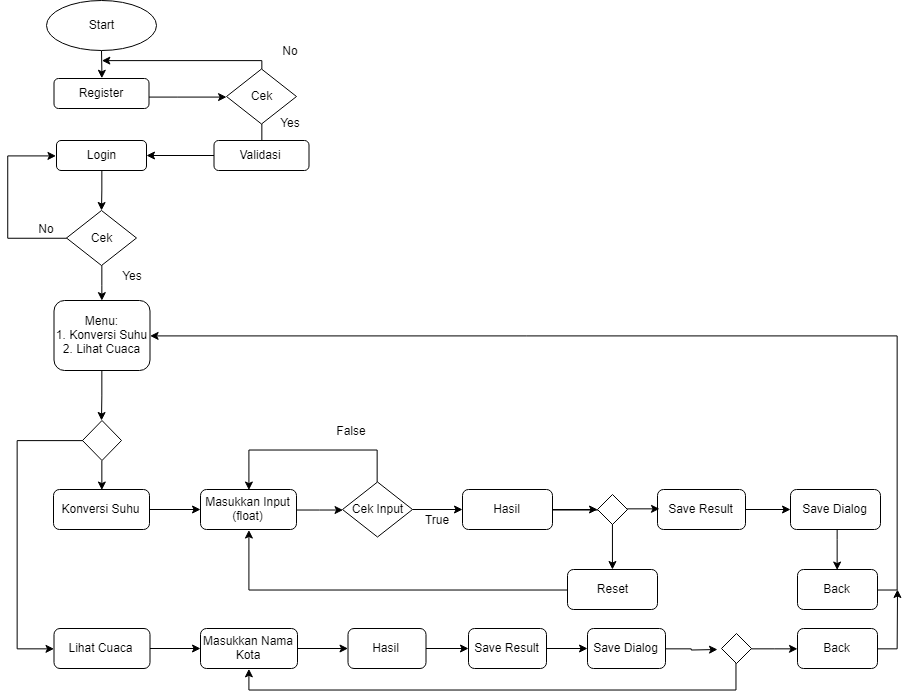 Start
No
Register
Cek
Yes
Login
Validasi
No
Cek
Yes
Menu:
1. Konversi Suhu
2. Lihat Cuaca
False
Konversi Suhu
Masukkan Input
(float)
Cek Input
True
Hasil
Save Result
Save Dialog
Reset
Back
Lihat Cuaca
Masukkan Nama
Kota
Hasil
Save Result
Save Dialog
Back